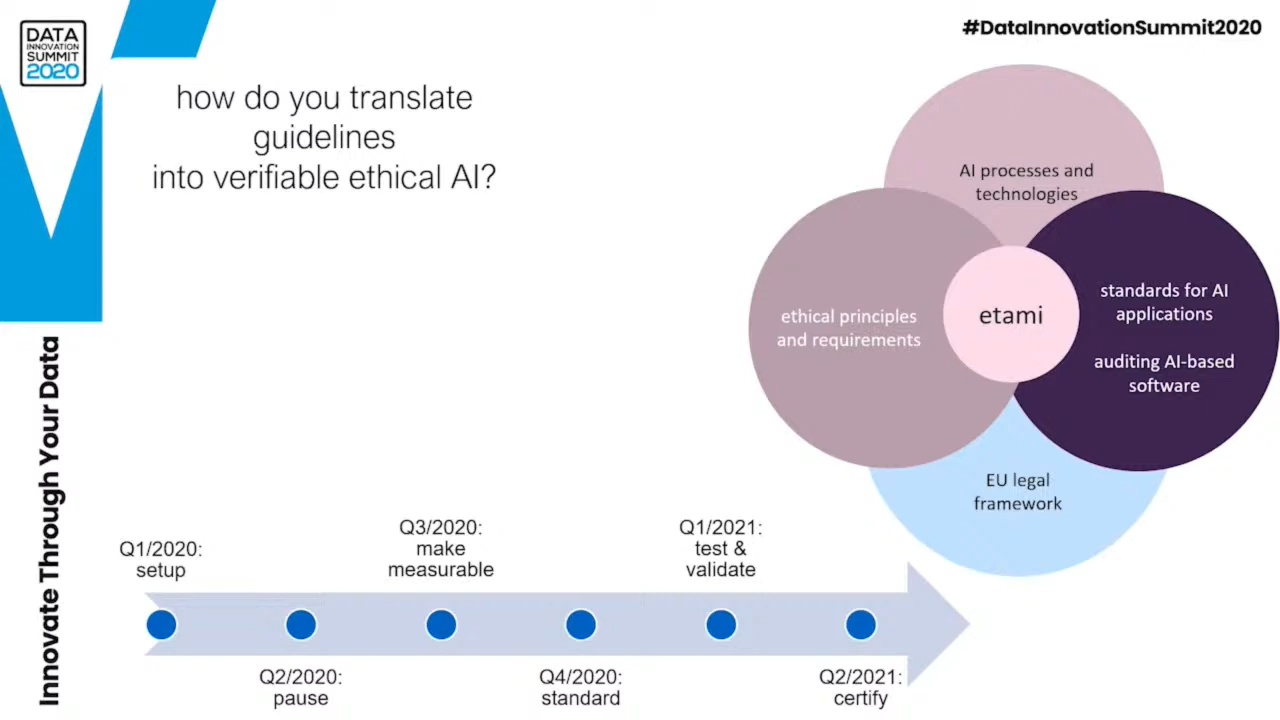 DATA
INNOVATION
SUMMIT
2020
#DataInnovationSummit2020
how do you translate
guidelines
into verifiable ethical AI?
AI processes and
technologies
ethical principles
and requirements
etami
standards for AI
applications
auditing AI-based
software
EU legal
framework
Innovate Through Your Data
Q1/2020:
setup
Q2/2020:
pause
Q3/2020:
make
measurable
Q4/2020:
standard
Q1/2021:
test &
validate
Q2/2021:
certify